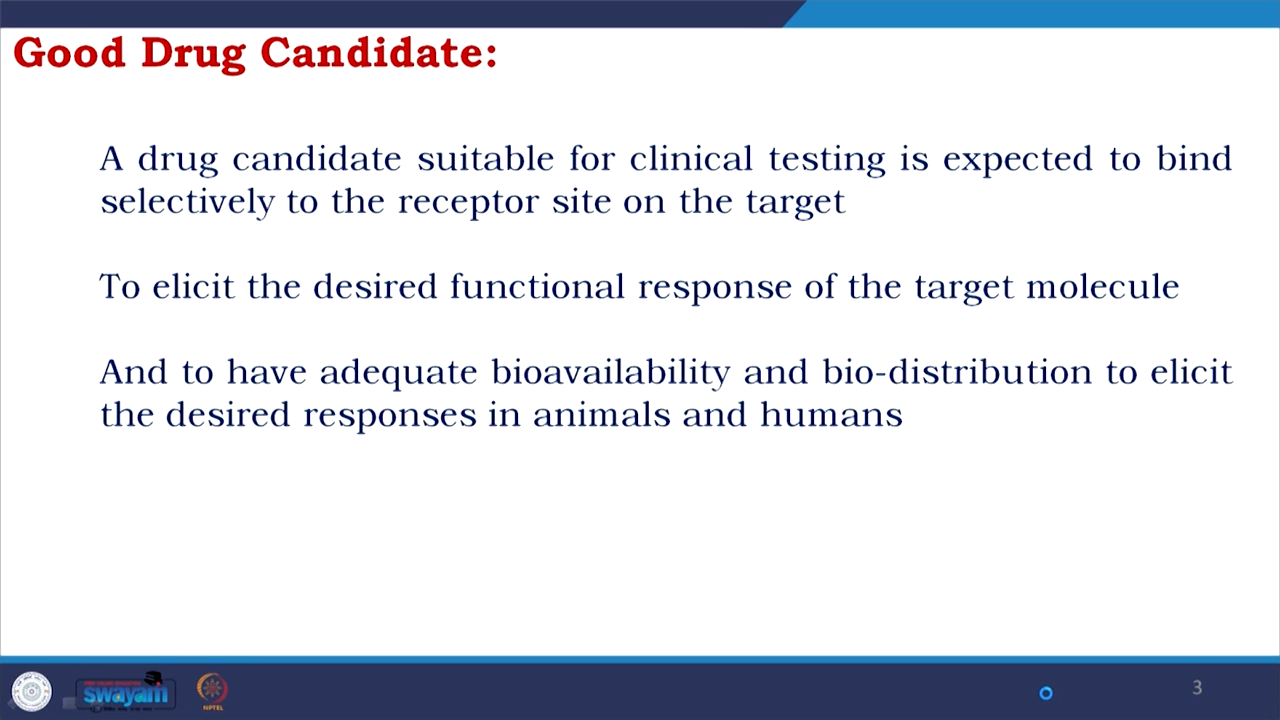 Good Drug Candidate:
A drug candidate suitable for clinical testing is expected to bind
selectively to the receptor site on the target
To elicit the desired functional response of the target molecule
And to have adequate bioavailability and bio-distribution to elicit
the desired responses in animals and humans
swayam
NPTEL
3